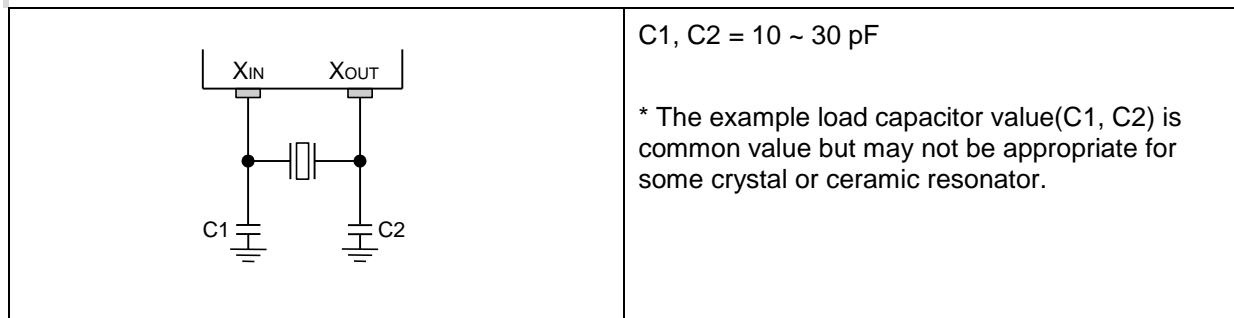 XIN XOUT
C1 C2
C1, C2 = 10 ~ 30 pF
* The example load capacitor value(C1, C2) is
common value but may not be appropriate for
some crystal or ceramic resonator.